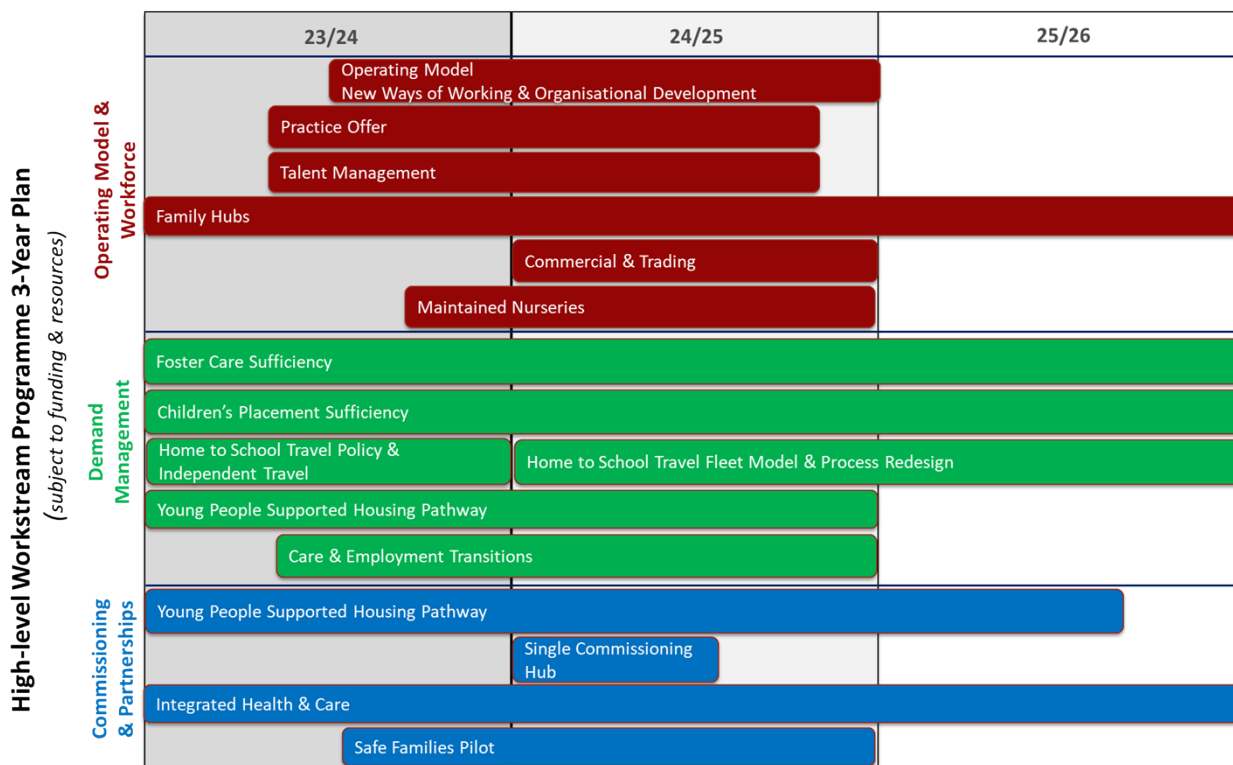 High-level Workstream Programme 3-Year Plan
(subject to funding & resources)
23/24
24/25
25/26
Operating Model &
Workforce
Operating Model
New Ways of Working & Organisational Development
Practice Offer
Talent Management
Family Hubs
Commercial & Trading
Maintained Nurseries
Demand
Management
Foster Care Sufficiency
Children’s Placement Sufficiency
Home to School Travel Policy &
Independent Travel
Home to School Travel Fleet Model & Process Redesign
Young People Supported Housing Pathway
Care & Employment Transitions
Commissioning
& Partnerships
Young People Supported Housing Pathway
Single Commissioning
Hub
Integrated Health & Care
Safe Families Pilot